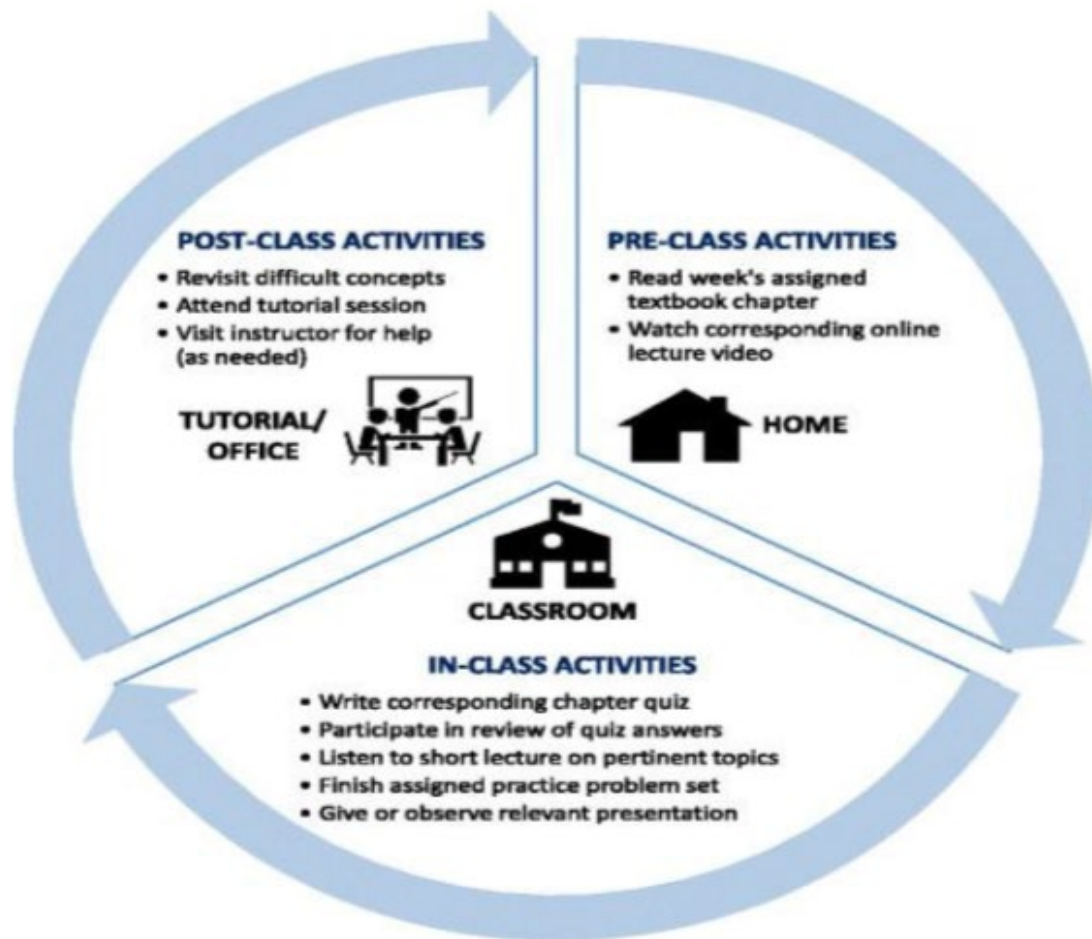 POST-CLASS ACTIVITIES
• Revisit difficult concepts
• Attend tutorial session
• Visit instructor for help
(as needed)
TUTORIAL/
OFFICE
PRE-CLASS ACTIVITIES
• Read week's assigned
textbook chapter
• Watch corresponding online
lecture video
HOME
CLASSROOM
IN-CLASS ACTIVITIES
• Write corresponding chapter quiz
• Participate in review of quiz answers
• Listen to short lecture on pertinent topics
• Finish assigned practice problem set
• Give or observe relevant presentation